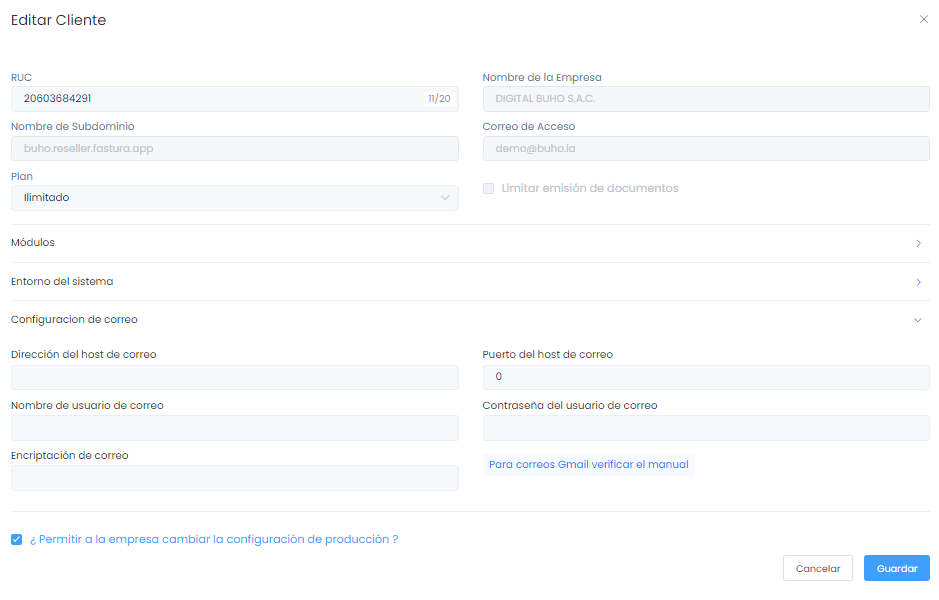 Editar Cliente
RUC
Nombre de la Empresa
20603684291
11/20
DIGITAL BUHO S.A.C.
Nombre de Subdominio
Correo de Acceso
buho.reseller.fastura.app
demo@buho.la
Plan
Ilimitado
Limitar emisión de documentos
Módulos
Entorno del sistema
Configuracion de correo
Dirección del host de correo
Puerto del host de correo
0
Nombre de usuario de correo
Contraseña del usuario de correo
Encriptación de correo
Para correos Gmail verificar el manual
¿ Permitir a la empresa cambiar la configuración de producción ?
Cancelar
Guardar